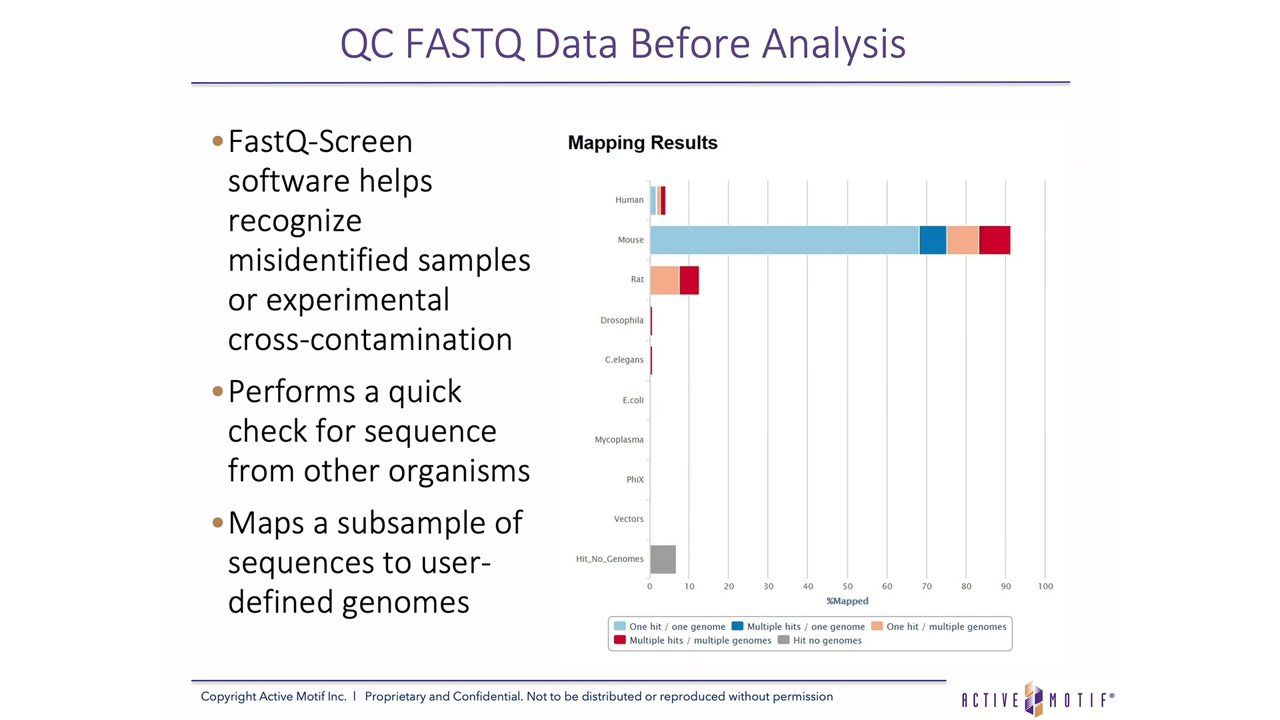 QC FASTQ Data Before Analysis
•FastQ-Screen
software helps
recognize
misidentified samples
or experimental
cross-contamination
•Performs a quick
check for sequence
from other organisms
•Maps a subsample of
sequences to user-
defined genomes
Mapping Results
Human
Mouse
Rat
Drosophila
C.elegans
E.coli
Mycoplasma
PhiX
Vectors
Hit_No_Genomes
0 10 20 30 40 50 60 70 80 90 100
%Mapped
One hit / one genome Multiple hits / one genome One hit / multiple genomes
Multiple hits / multiple genomes Hit no genomes
Copyright Active Motif Inc. | Proprietary and Confidential. Not to be distributed or reproduced without permission
ACTIVE MOTIF®